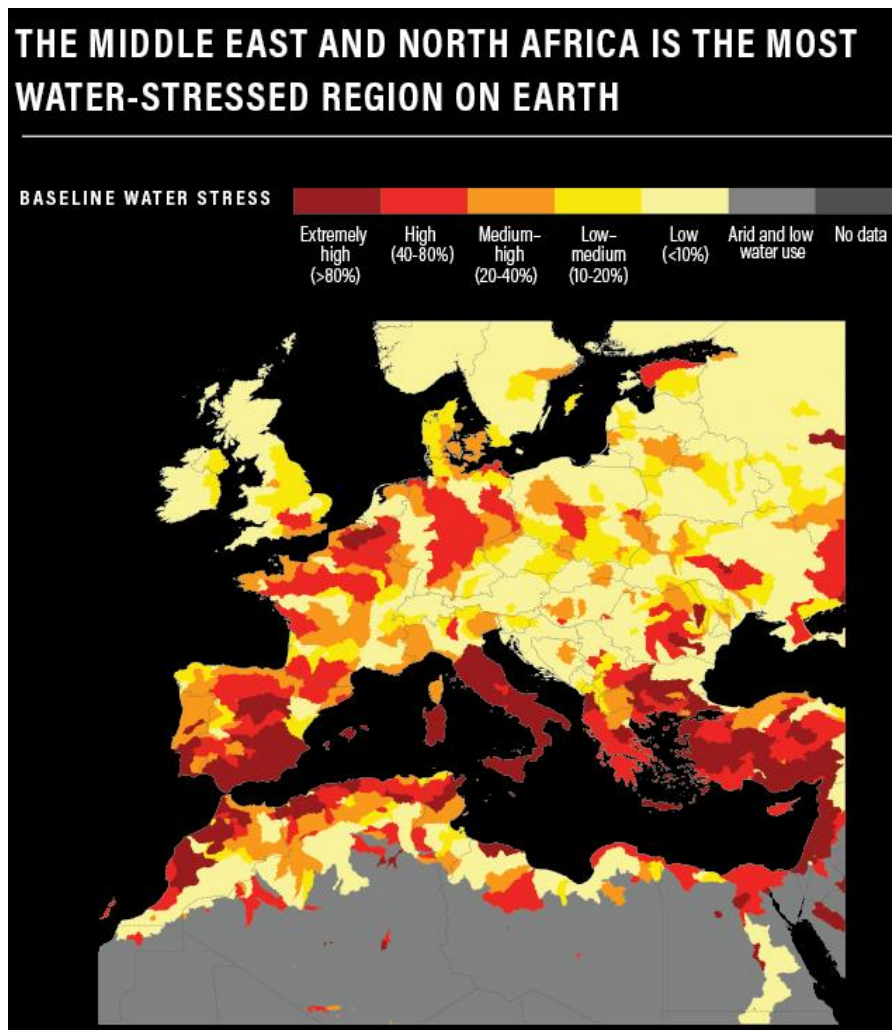 THE MIDDLE EAST AND NORTH AFRICA IS THE MOST
WATER-STRESSED REGION ON EARTH
BASELINE WATER STRESS
Extremely
high
(>80%)
High
(40-80%)
Medium–
high
(20-40%)
Low–
medium
(10-20%)
Low
(<10%)
Arid and low
water use
No data